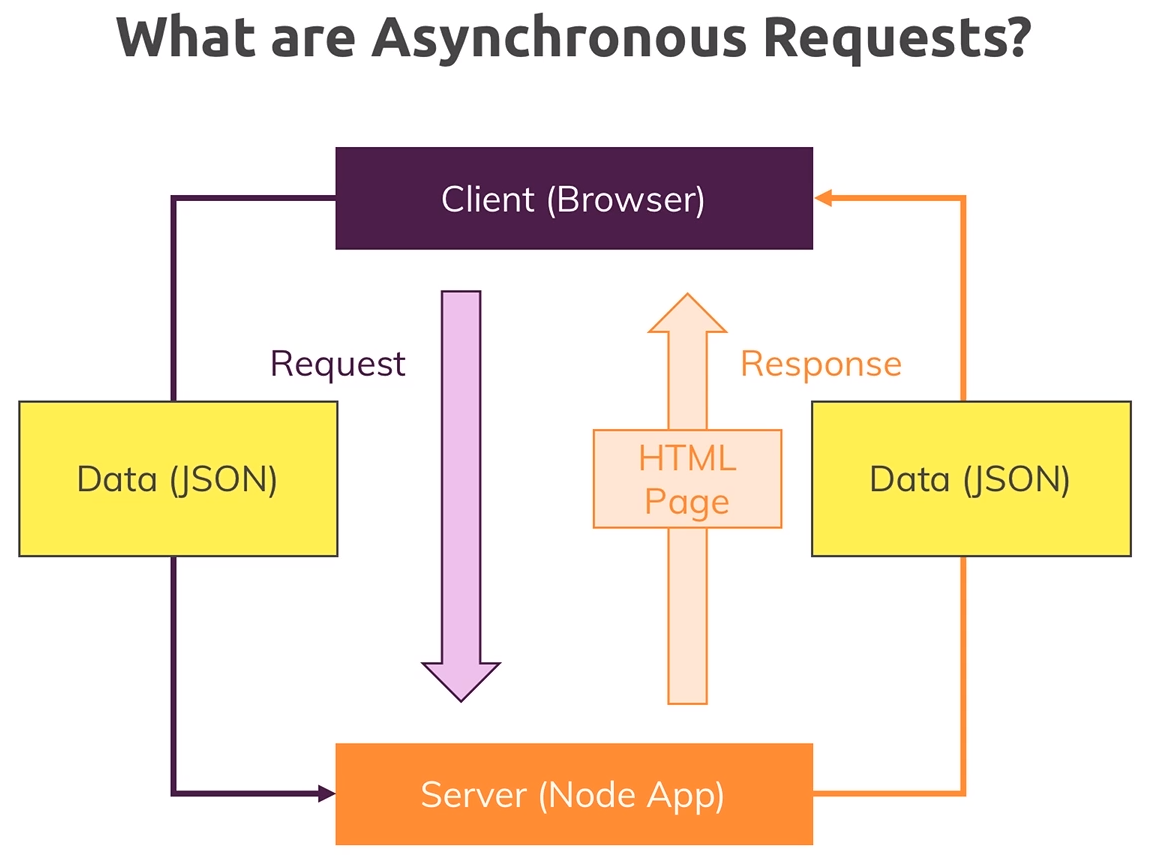 What are Asynchronous Requests?
Client (Browser)
Request
Response
Data (JSON)
HTML
Page
Data (JSON)
Server (Node App)